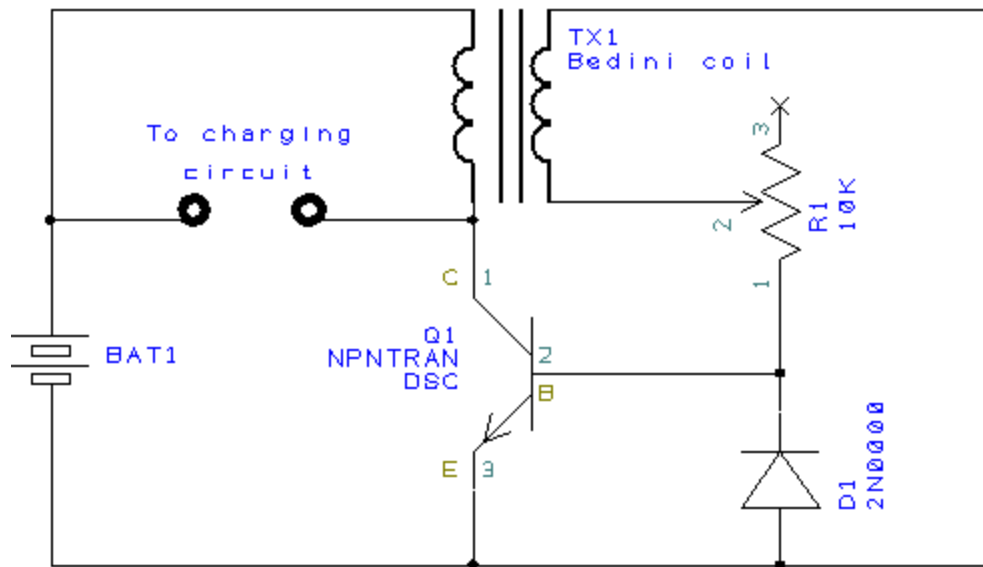 TX1
Bedini coil
To changing
circuit
3
2
R1
10K
1
C 1
Q1
NPNTRAN
DSC
2
B
BAT1
E 3
D1
2N0000